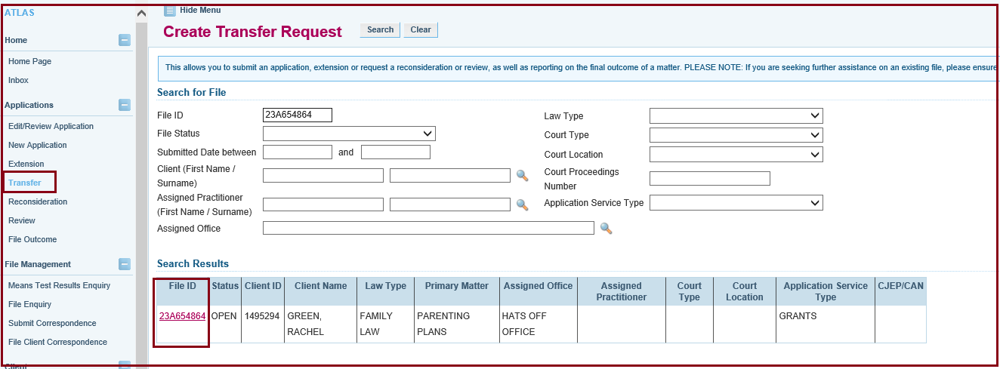 ATLAS
Home
Home Page
Inbox
Applications
Edit/Review Application
New Application
Extension
Transfer
Reconsideration
Review
File Outcome
File Management
Means Test Results Enquiry
File Enquiry
Submit Correspondence
File Client Correspondence
Client
Hide Menu
Create Transfer Request Search Clear
This allows you to submit an application, extension or request a reconsideration or review, as well as reporting on the final outcome of a matter. PLEASE NOTE: If you are seeking further assistance on an existing file, please ensure
Search for File
File ID 23A654864
File Status
Submitted Date between and
Client (First Name /
Surname)
Assigned Practitioner
(First Name / Surname)
Assigned Office
Law Type
Court Type
Court Location
Court Proceedings
Number
Application Service Type
Search Results
File ID Status Client ID Client Name Law Type Primary Matter Assigned Office Assigned Court Court Application Service CJEP/CAN
Practitioner Type Location Type
23A654864 OPEN 1495294 GREEN, FAMILY PARENTING HATS OFF GRANTS
RACHEL LAW PLANS OFFICE